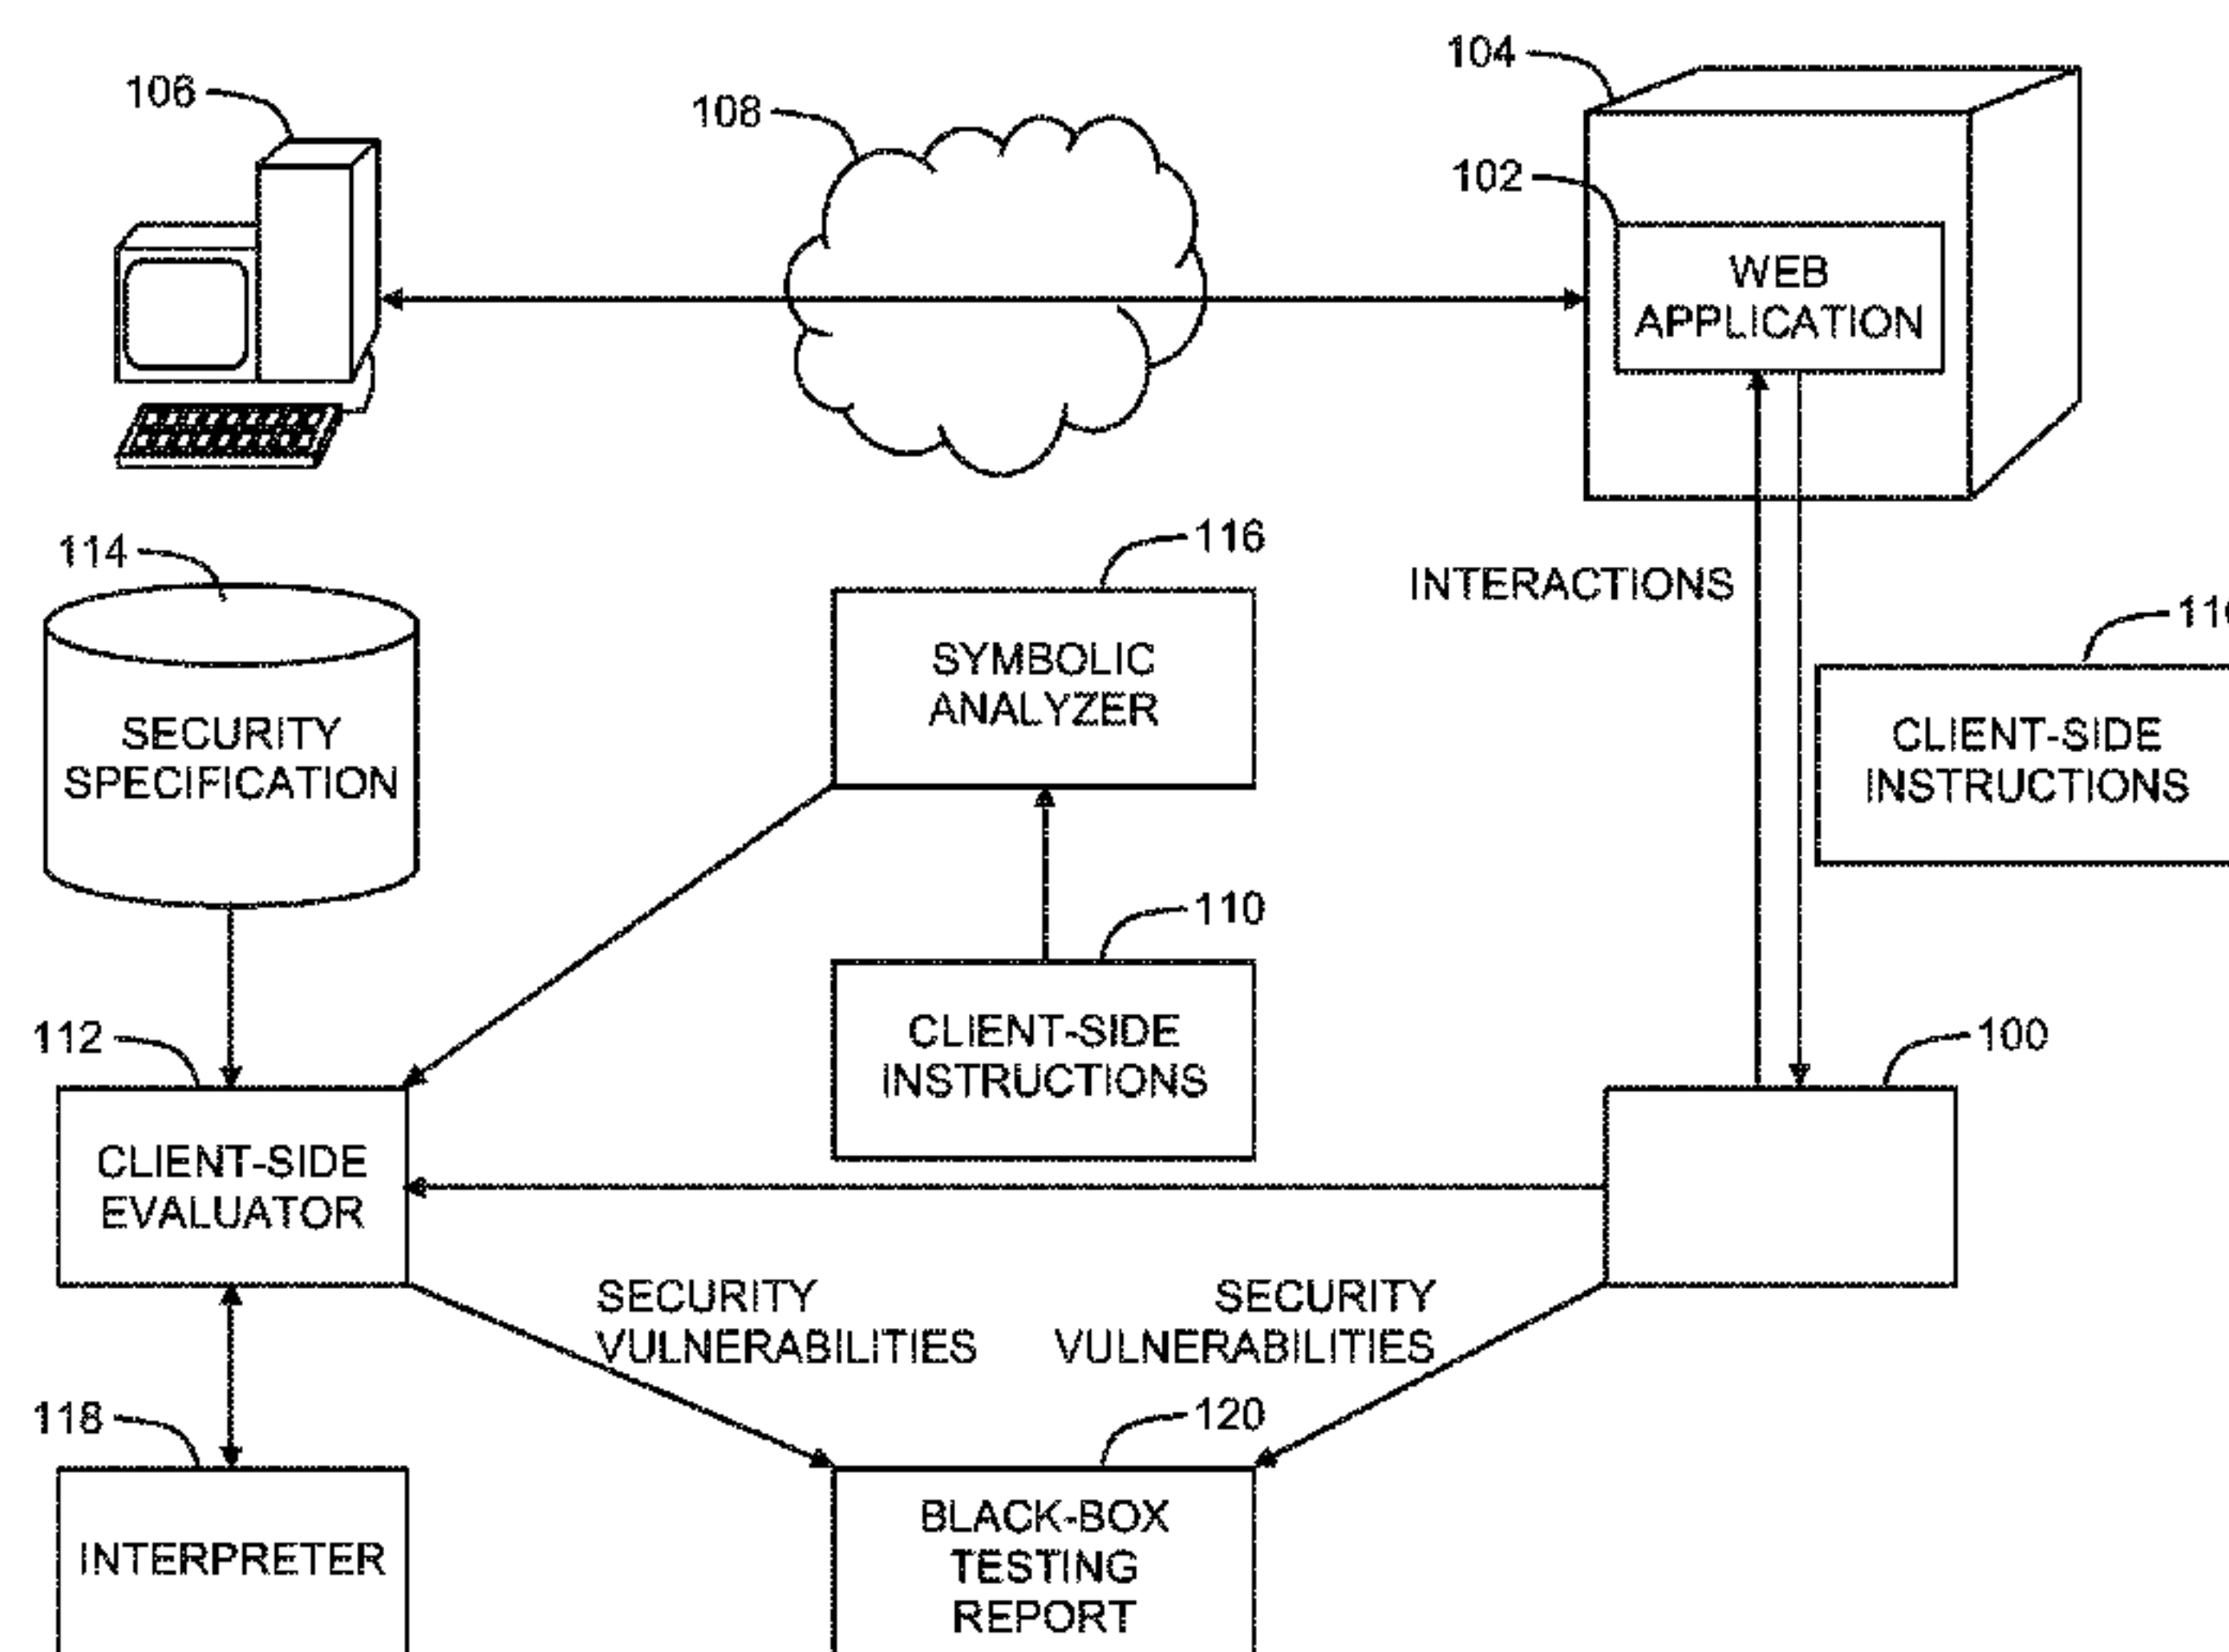 106
108
104
102
WEB
APPLICATION
114
116
INTERACTIONS
SYMBOLIC
ANALYZER
SECURITY
SPECIFICATION
CLIENT-SIDE
INSTRUCTIONS
110
CLIENT-SIDE
INSTRUCTIONS
112
100
CLIENT-SIDE
EVALUATOR
SECURITY
VULNERABILITIES
SECURITY
VULNERABILITIES
118
120
INTERPRETER
BLACK-BOX
TESTING
REPORT